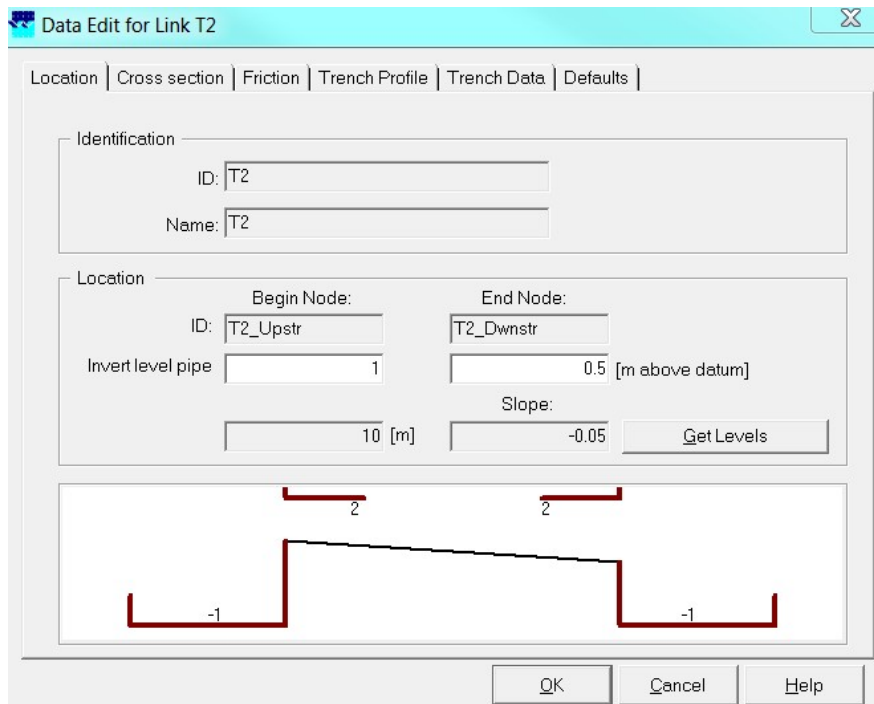 Data Edit for Link T2
Location Cross section Friction Trench Profile Trench Data Defaults
Identification
ID: T2
Name: T2
Location
Begin Node: End Node:
ID: T2_Upstr T2_Dwnstr
Invert level pipe 1 0.5 [m above datum]
Slope:
10 [m] -0.05 Get Levels
2 2
-1 -1
OK Cancel Help